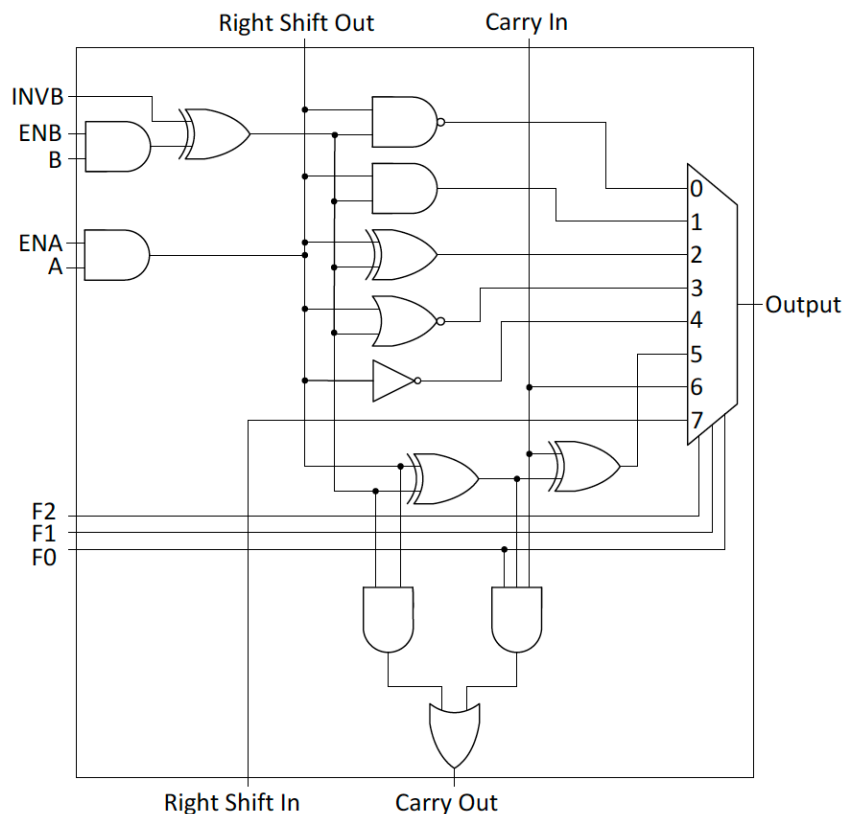 Right Shift Out
Carry In
INVB
ENB
B
ENA
A
0
1
2
3
4
5
6
7
Output
F2
F1
F0
Right Shift In
Carry Out